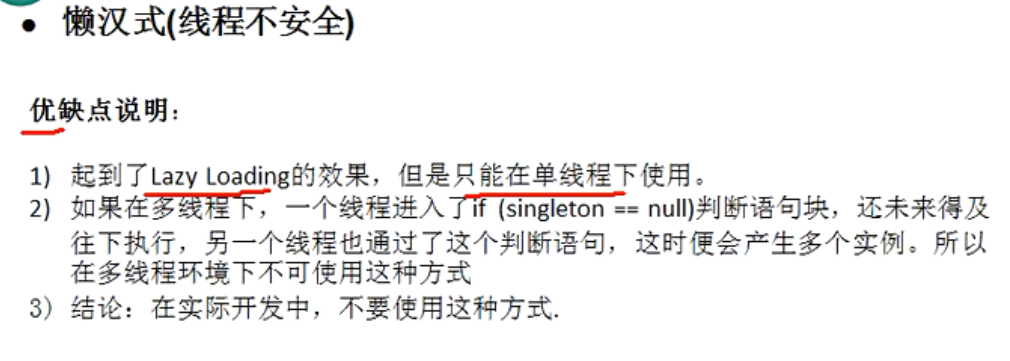 • 懒汉式(线程不安全)
优缺点说明：
1) 起到了Lazy Loading的效果，但是只能在单线程下使用。
2) 如果在多线程下，一个线程进入了if (singleton == null)判断语句块，还未来得及
往下执行，另一个线程也通过了这个判断语句，这时便会产生多个实例。所以
在多线程环境下不可使用这种方式
3) 结论：在实际开发中，不要使用这种方式.